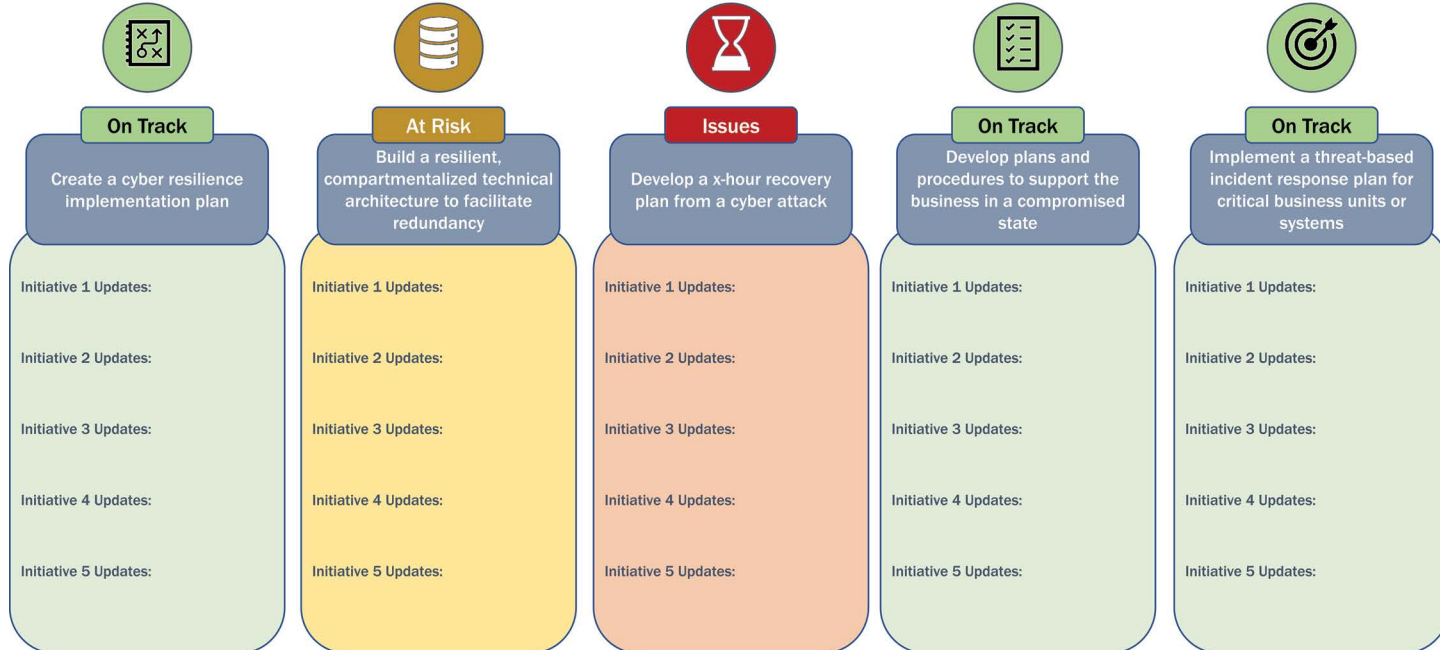 On Track
Create a cyber resilience
implementation plan
Initiative 1 Updates:
Initiative 2 Updates:
Initiative 3 Updates:
Initiative 4 Updates:
Initiative 5 Updates:
At Risk
Build a resilient,
compartmentalized technical
architecture to facilitate
redundancy
Initiative 1 Updates:
Initiative 2 Updates:
Initiative 3 Updates:
Initiative 4 Updates:
Initiative 5 Updates:
Issues
Develop a x-hour recovery
plan from a cyber attack
Initiative 1 Updates:
Initiative 2 Updates:
Initiative 3 Updates:
Initiative 4 Updates:
Initiative 5 Updates:
On Track
Develop plans and
procedures to support the
business in a compromised
state
Initiative 1 Updates:
Initiative 2 Updates:
Initiative 3 Updates:
Initiative 4 Updates:
Initiative 5 Updates:
On Track
Implement a threat-based
incident response plan for
critical business units or
systems
Initiative 1 Updates:
Initiative 2 Updates:
Initiative 3 Updates:
Initiative 4 Updates:
Initiative 5 Updates: